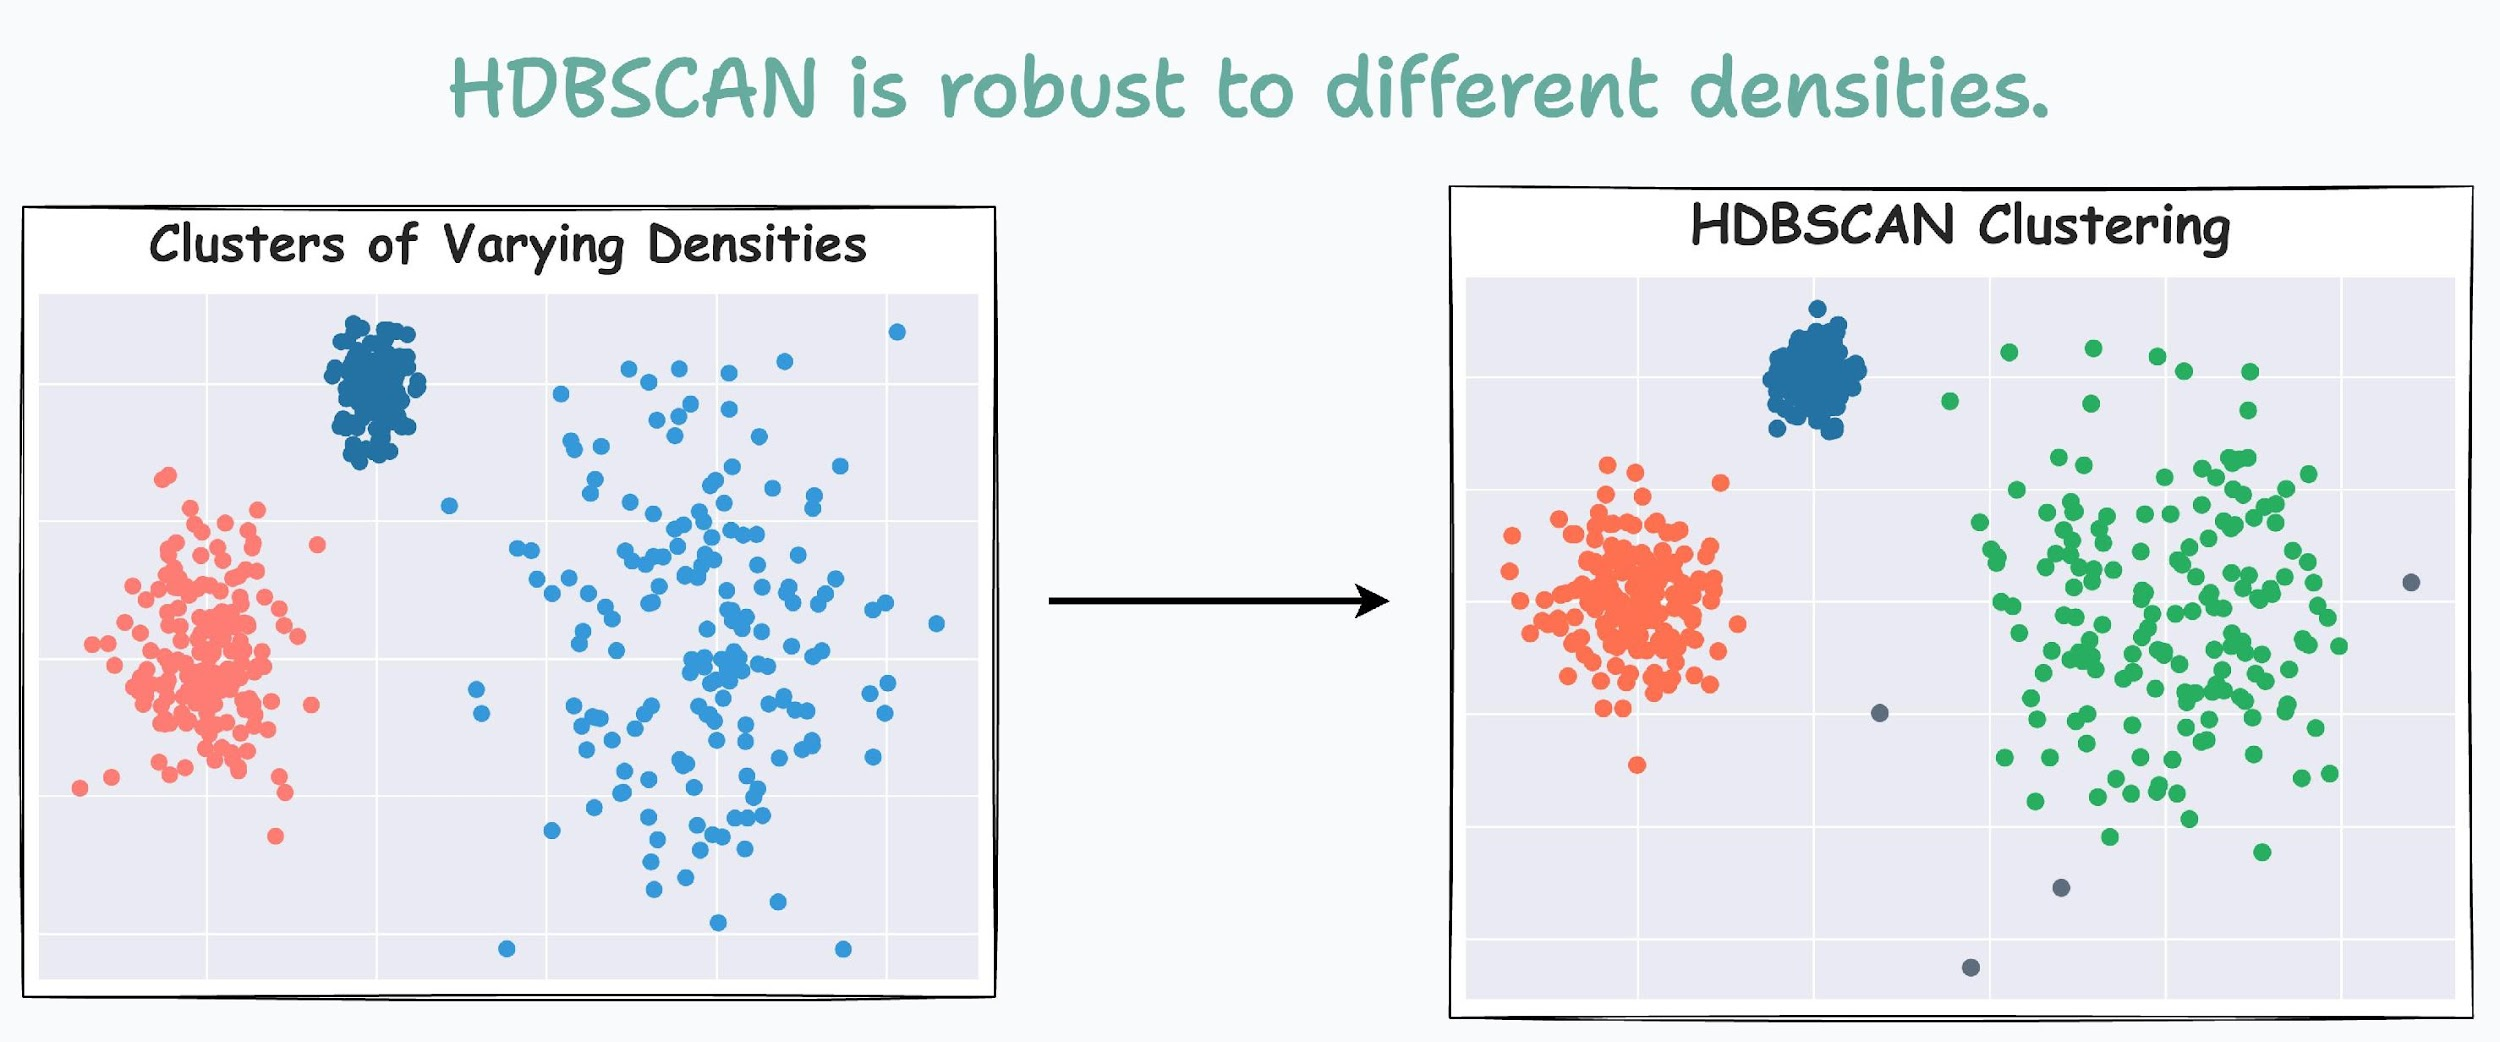 HDBSCAN is robust to different densities.
Clusters of Varying Densities
HDBSCAN Clustering